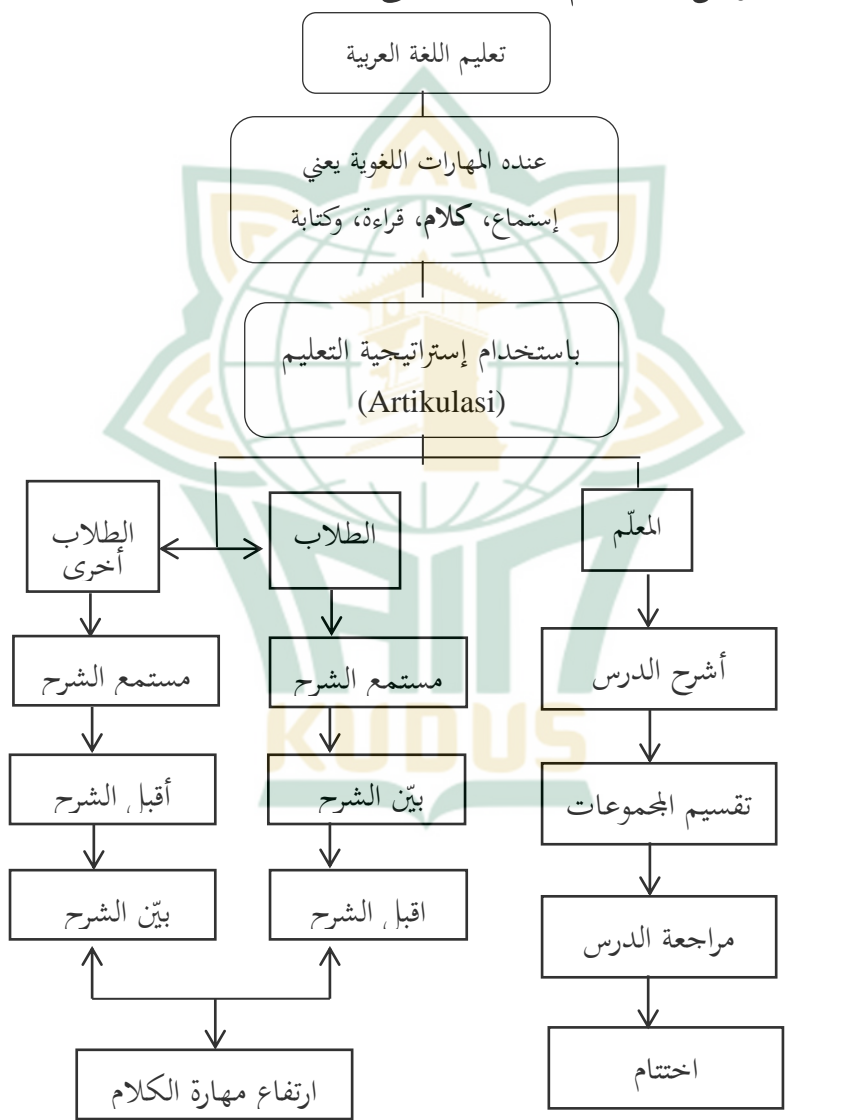 تعليم اللغة العربية
عنده المهارات اللغوية يعني
إستماع، كلام، قراءة، وكتابة
باستخدام إستراتيجية التعليم
(Artikulasi)
المعلّم
الطلاب
الطلاب
أخرى
أشرح الدرس
مستمع الشرح
مستمع الشرح
تقسيم المجموعات
بيّن الشرح
أقبل الشرح
مراجعة الدرس
اقبل الشرح
بيّن الشرح
اختتام
ارتفاع مهارة الكلام
KUDUS